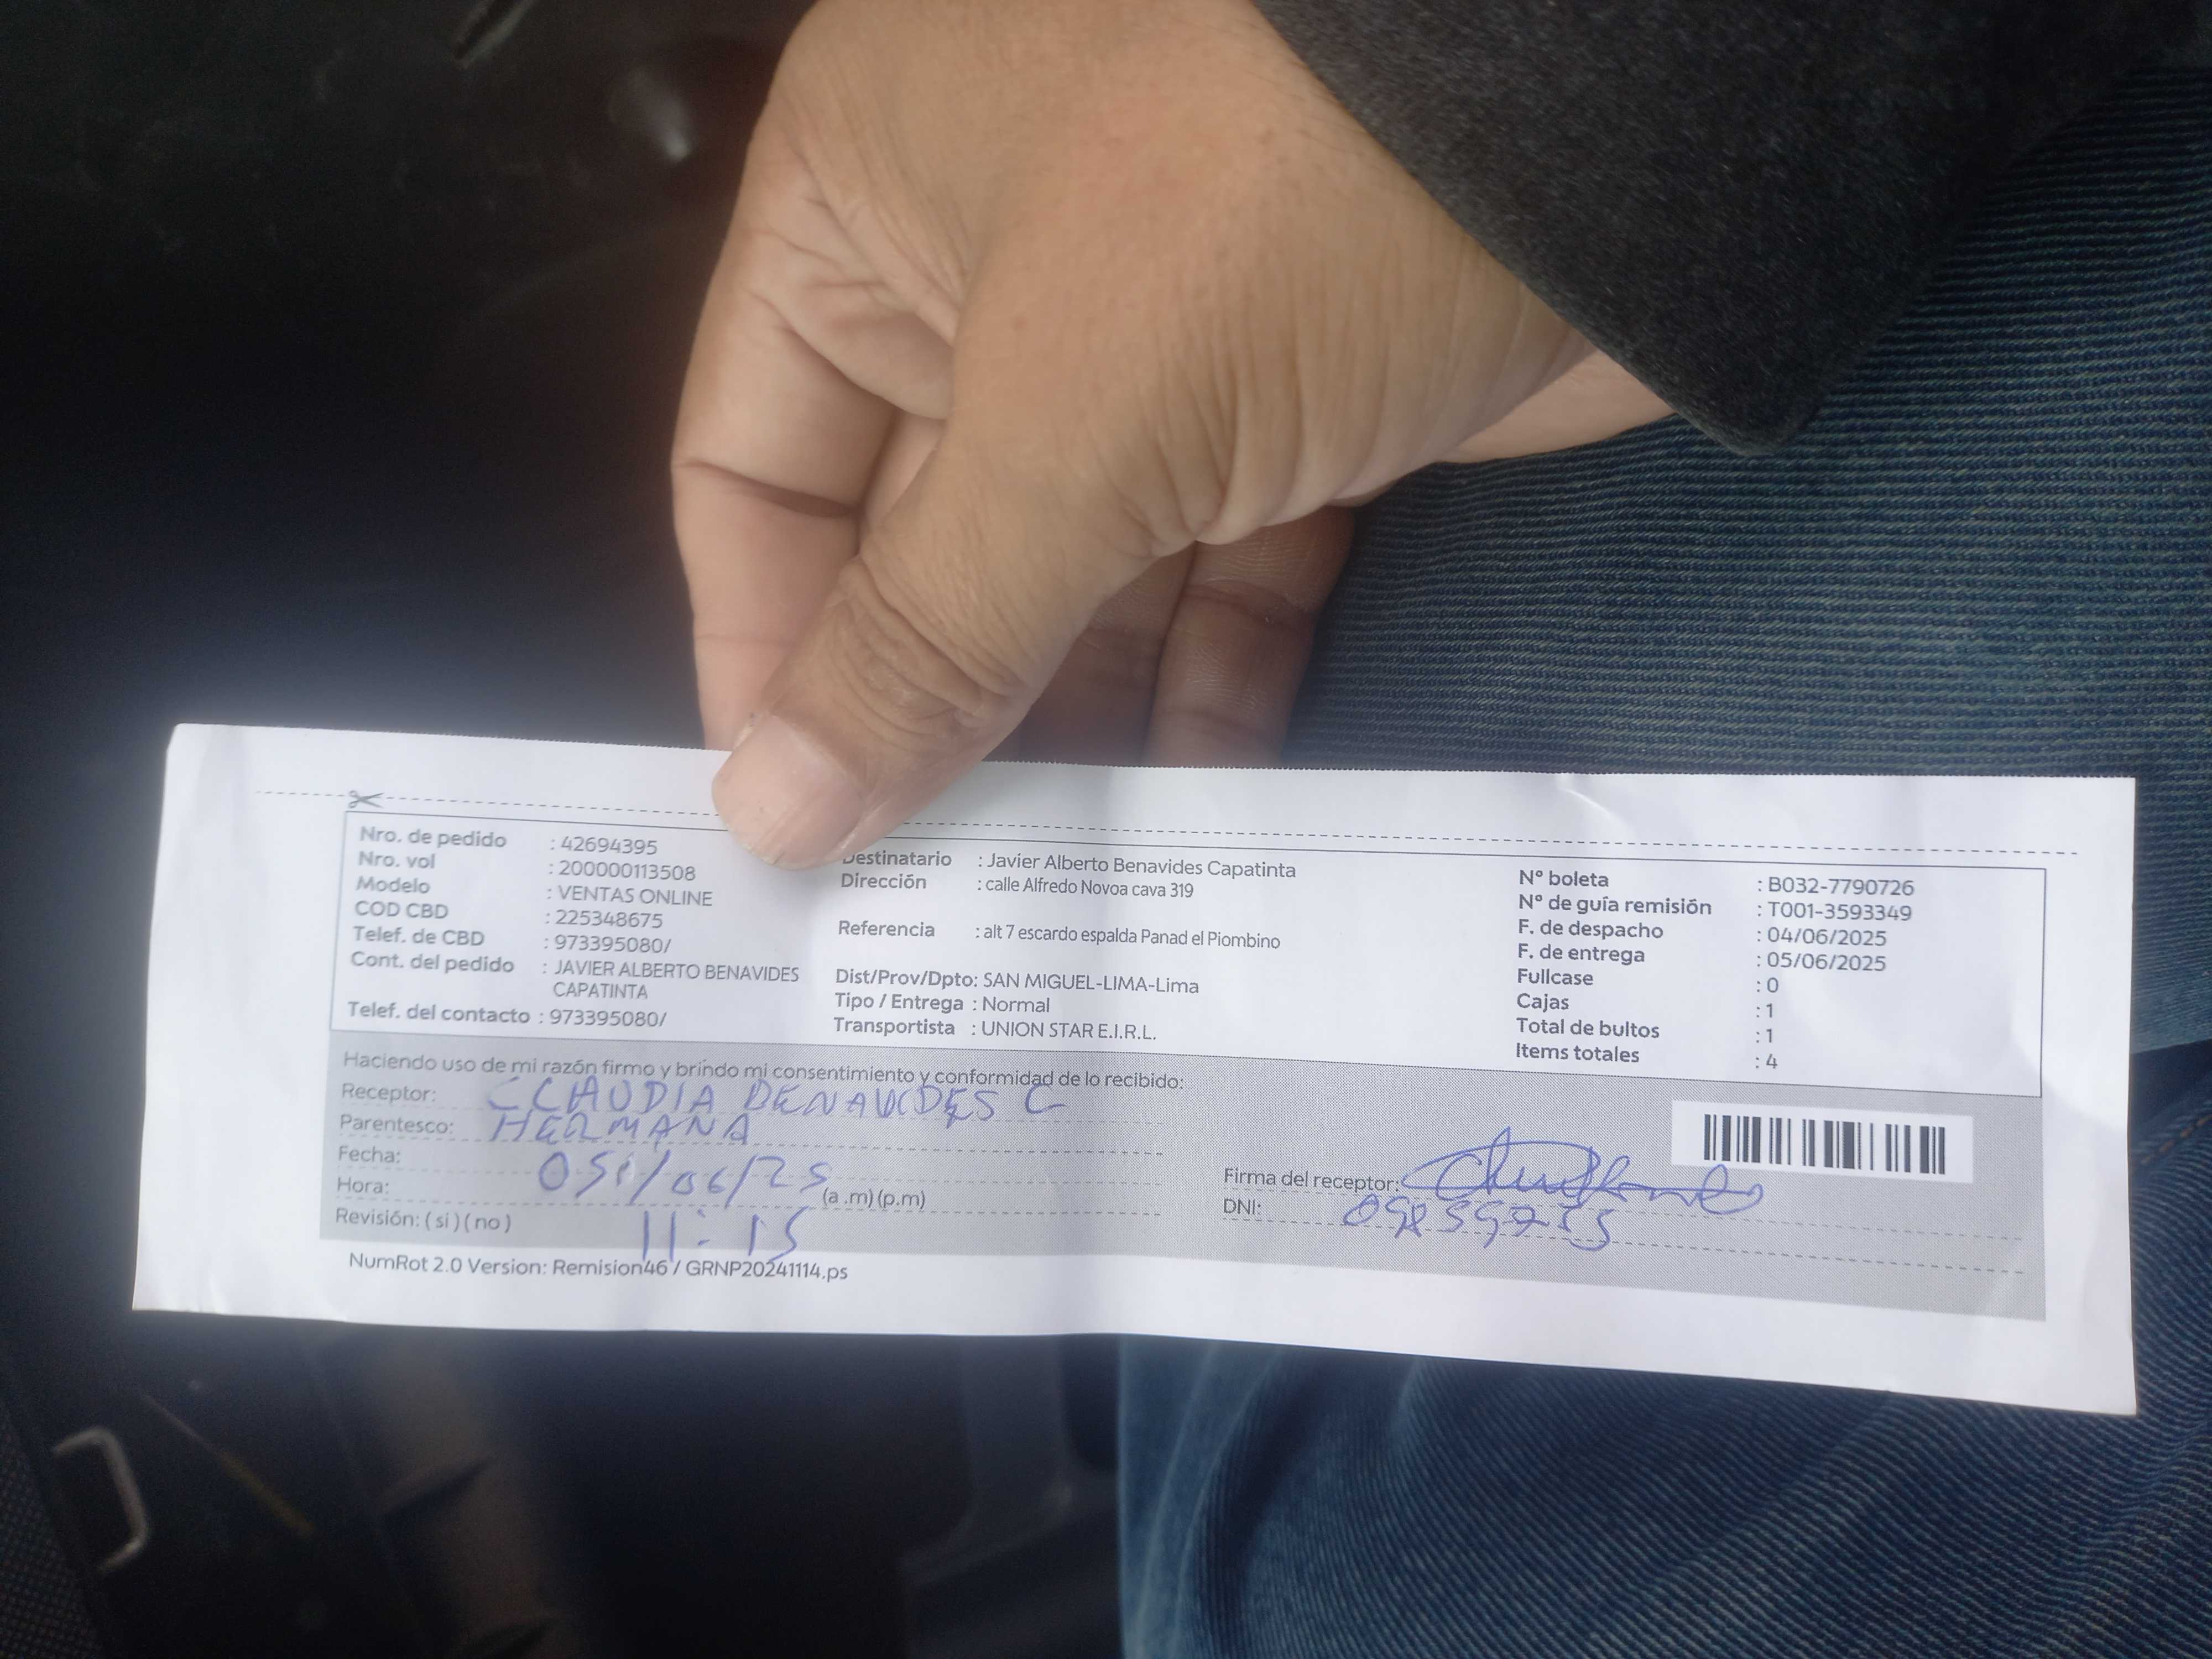 Nro. de pedido : 42694395
Nro. vol : 200000113508
Modelo : VENTAS ONLINE
COD CBD : 225348675
Telef. de CBD : 973395080/
Cont. del pedido : JAVIER ALBERTO BENAVIDES
CAPATINTA
Telef. del contacto : 973395080/
Destinatario : Javier Alberto Benavides Capatinta
Dirección : calle Alfredo Novoa cava 319
Referencia : alt 7 escardo espalda Panad el Piombino
Dist/Prov/Dpto: SAN MIGUEL-LIMA-Lima
Tipo / Entrega : Normal
Transportista : UNION STAR E.I.R.L.
N° boleta : B032-7790726
N° de guía remisión : T001-3593349
F. de despacho : 04/06/2025
F. de entrega : 05/06/2025
Fullcase : 0
Cajas : 1
Total de bultos : 1
Items totales : 4
Haciendo uso de mi razón firmo y brindo mi consentimiento y conformidad de lo recibido:
Receptor: CLAUDIA BENAVIDES C
Parentesco: HERMANA
Fecha: 05/06/25
Hora: 11:15 (a .m) (p.m)
Revisión: ( si ) ( no )
Firma del receptor:
DNI:
NumRot 2.0 Version: Remision46 / GRNP20241114.ps